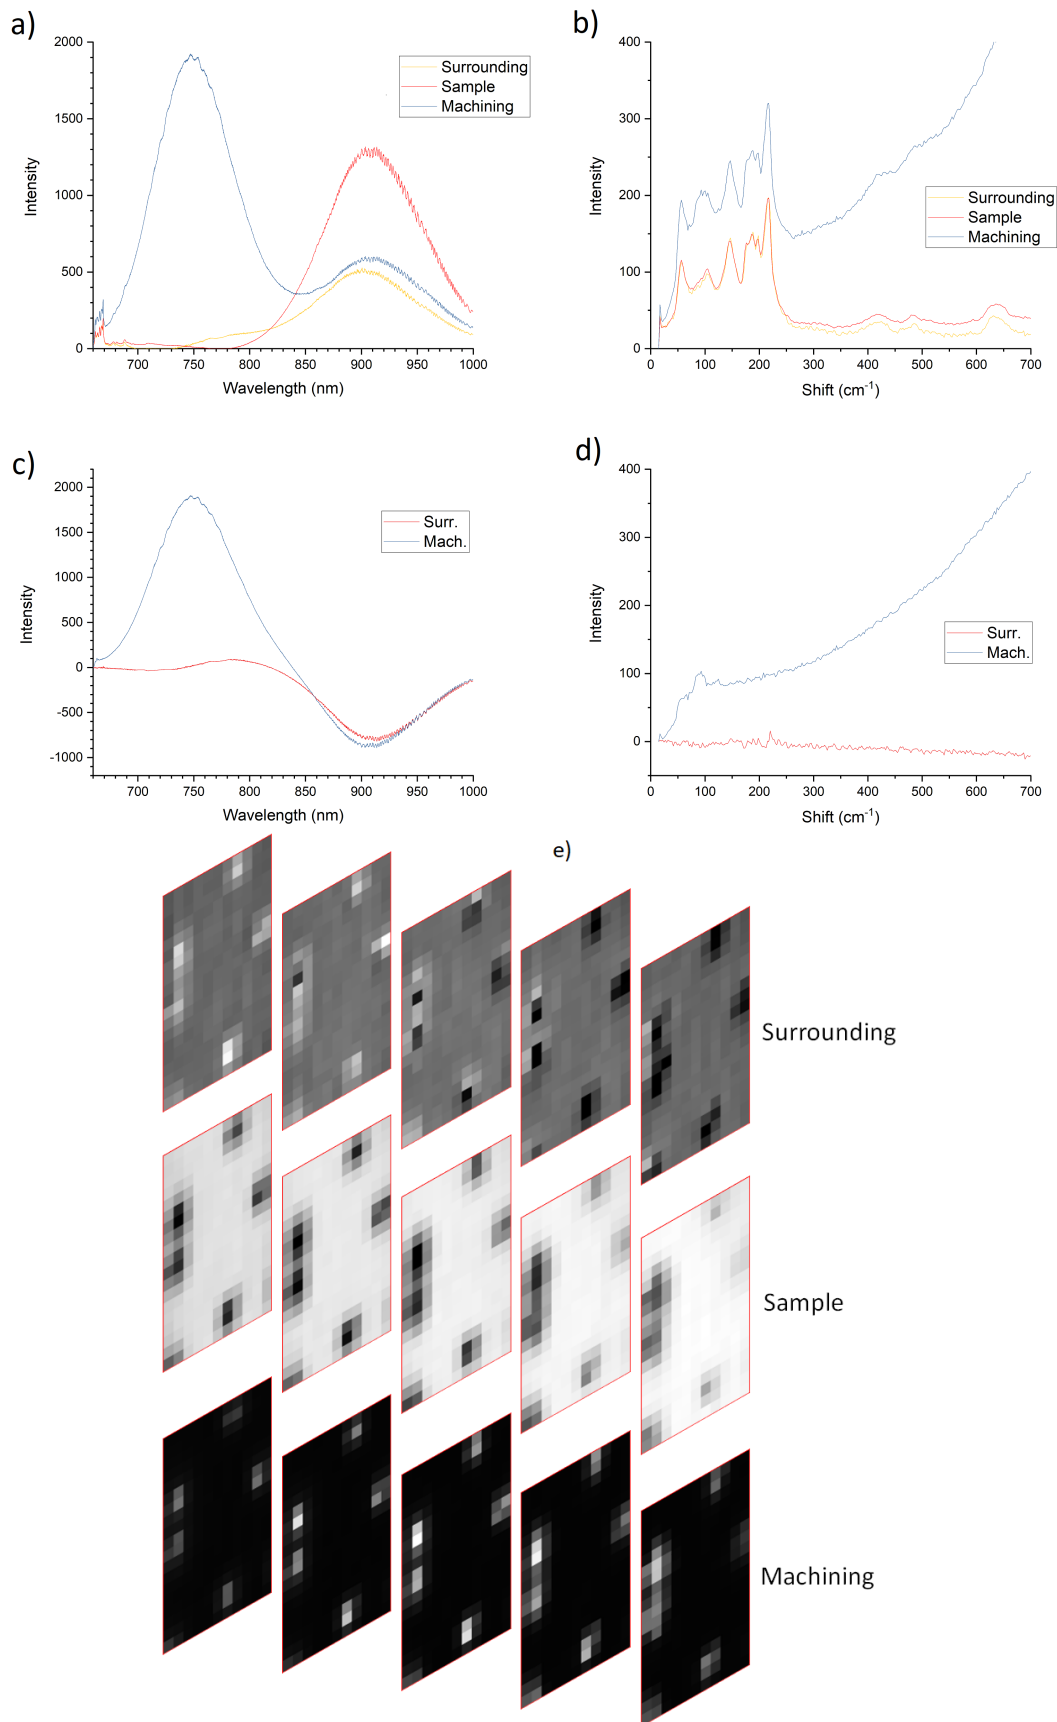 a)
2000
1500
1000
500
0
Intensity
700 750 800 850 900 950 1000
Wavelength (nm)
Surrounding
Sample
Machining
b)
400
300
200
100
0
Intensity
0 100 200 300 400 500 600 700
Shift (cm⁻¹)
Surrounding
Sample
Machining
c)
2000
1500
1000
500
0
-500
-1000
Intensity
700 750 800 850 900 950 1000
Wavelength (nm)
Surr.
Mach.
d)
400
300
200
100
0
Intensity
0 100 200 300 400 500 600 700
Shift (cm⁻¹)
Surr.
Mach.
e)
Surrounding
Sample
Machining